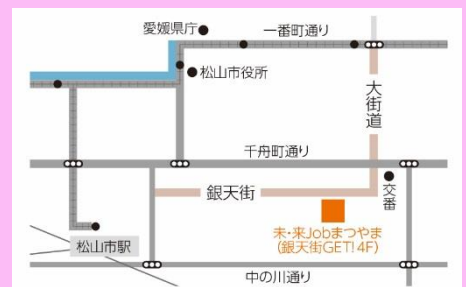 愛媛県庁
一番町通り
松山市役所
大街道
千舟町通り
銀天街
交番
未・来Jobまつやま
（銀天街GET! 4F）
松山市駅
中の川通り